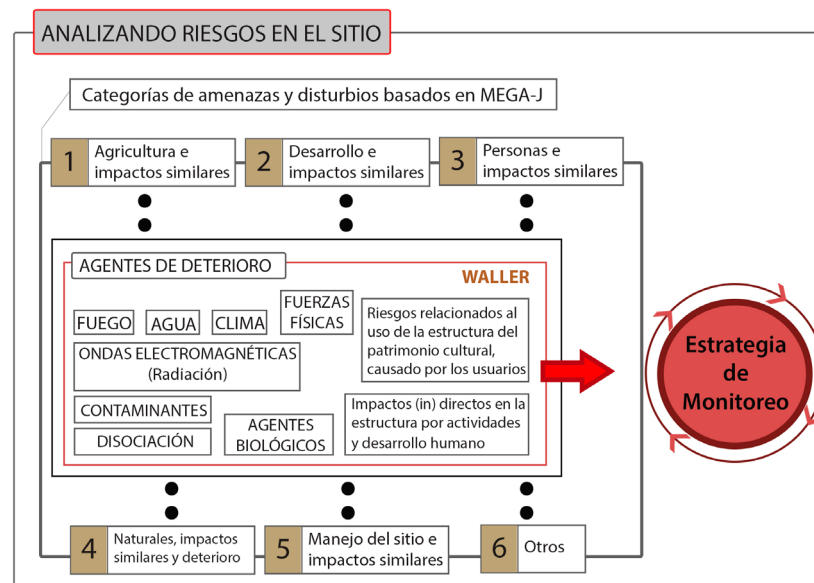 ANALIZANDO RIESGOS EN EL SITIO
Categorías de amenazas y disturbios basados en MEGA-J
1
Agricultura e
impactos similares
2
Desarrollo e
impactos similares
3
Personas e
impactos similares
AGENTES DE DETERIORO
WALLER
FUEGO
AGUA
CLIMA
FUERZAS
FÍSICAS
ONDAS ELECTROMAGNÉTICAS
(Radiación)
CONTAMINANTES
DISOCIACIÓN
AGENTES
BIOLÓGICOS
Riesgos relacionados al
uso de la estructura del
patrimonio cultural,
causado por los usuarios
Impactos (in) directos en la
estructura por actividades
y desarrollo humano
Estrategia
de
Monitoreo
4
Naturales, impactos
similares y deterioro
5
Manejo del sitio e
impactos similares
6
Otros